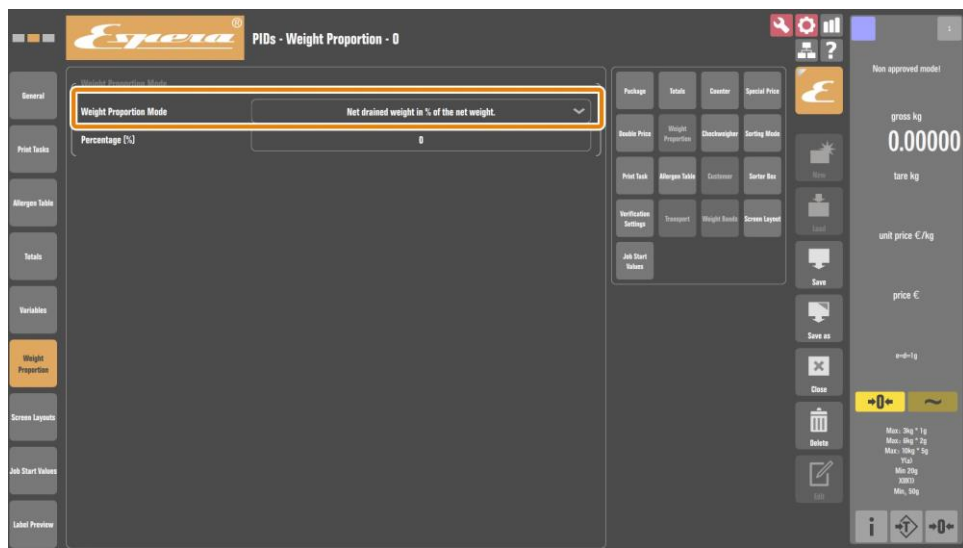 Espera®
PIDs - Weight Proportion - 0
?
1
General
Print Tasks
Allergen Table
Totals
Variables
Weight
Proportion
Screen Layouts
Job Start Values
Label Preview
Weight Proportion Mode
Weight Proportion Mode
Net drained weight in % of the net weight.
Percentage [%]
0
Package
Totals
Counter
Special Price
Double Price
Weight
Proportion
Checkweigher
Sorting Mode
Print Task
Allergen Table
Customer
Sorter Box
Verification
Settings
Transport
Weight Bands
Screen Layout
Job Start
Values
E
New
Load
Save
Save as
Close
Delete
Edit
Non approved mode!
gross kg
0.00000
tare kg
unit price €/kg
price €
e=d=1g
→0←
~
Max: 3kg * 1g
Max: 6kg * 2g
Max: 10kg * 5g
Y(a)
Min 20g
XIII(1)
Min, 50g
i
→T←
→0←